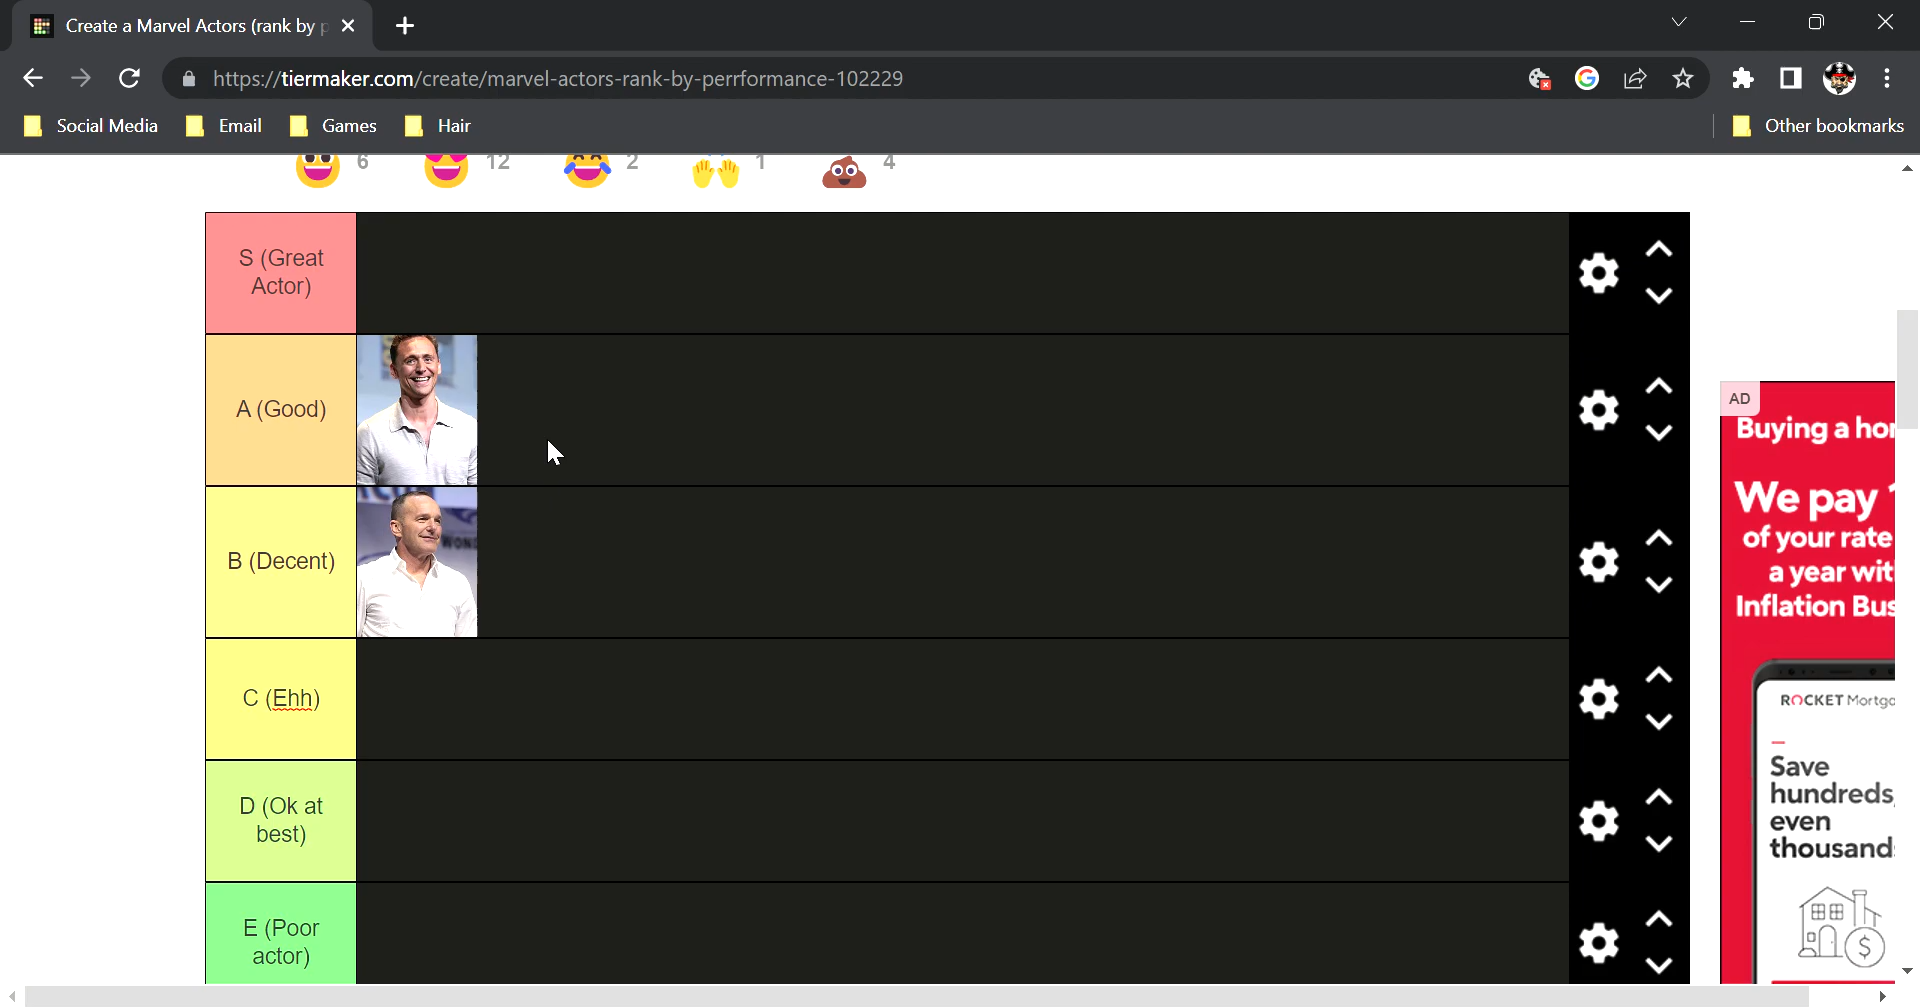 Create a Marvel Actors (rank by p
https://tiermaker.com/create/marvel-actors-rank-by-perrformance-102229
Social Media
Email
Games
Hair
Other bookmarks
6
12
2
1
4
S (Great
Actor)
A (Good)
B (Decent)
C (Ehh)
D (Ok at
best)
E (Poor
actor)
AD
Buying a hor
We pay 1
of your rate
a year wit
Inflation Bus
ROCKET Mortga
Save
hundreds,
even
thousand